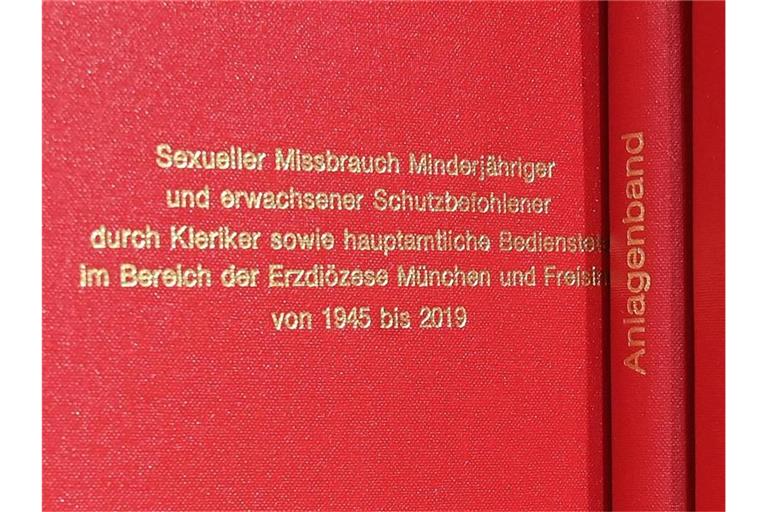 Sexueller Missbrauch Minderjähriger
und erwachsener Schutzbefohlener
durch Kleriker sowie hauptamtliche
im Bereich der Erzdiözese München und
von 1945 bis 2019
Anlagenband